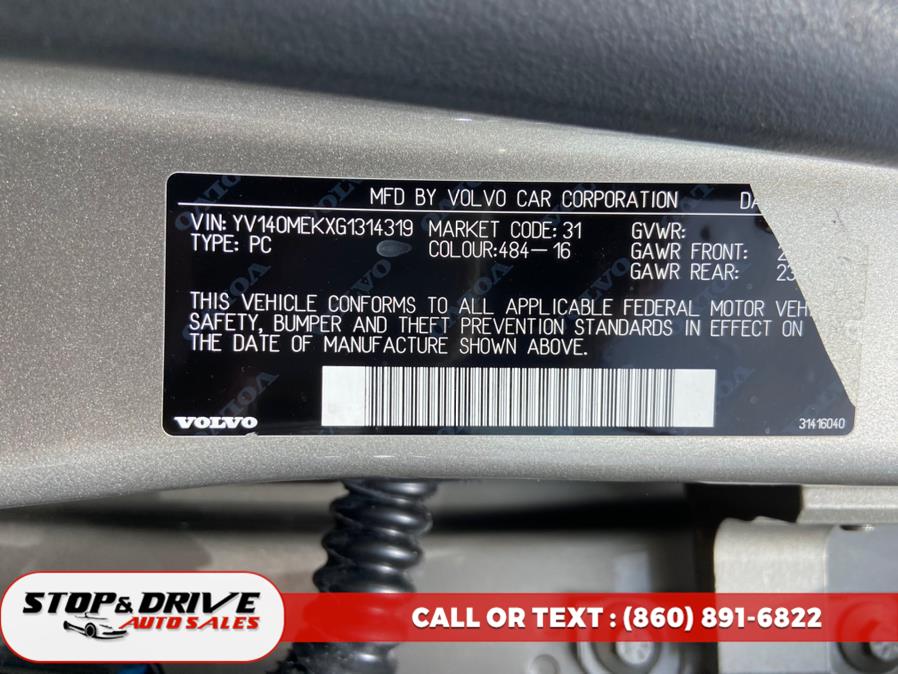 MFD BY VOLVO CAR CORPORATION
VIN: YV140MEKXG1314319 MARKET CODE: 31 GVWR:
TYPE: PC COLOUR:484-16 GAWR FRONT:
GAWR REAR:
THIS VEHICLE CONFORMS TO ALL APPLICABLE FEDERAL MOTOR
SAFETY, BUMPER AND THEFT PREVENTION STANDARDS IN EFFECT ON
THE DATE OF MANUFACTURE SHOWN ABOVE.
VOLVO 31416040
STOP & DRIVE
AUTO SALES
CALL OR TEXT : (860) 891-6822